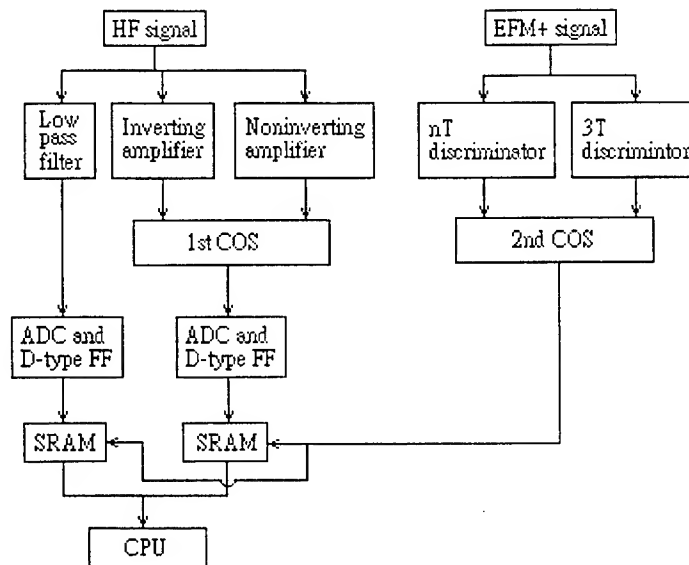 HF signal
EFM+ signal
Low
pass
filter
Inverting
amplifier
Noninverting
amplifier
nT
discriminator
3T
discrimintor
1st COS
2nd COS
ADC and
D-type FF
ADC and
D-type FF
SRAM
SRAM
CPU